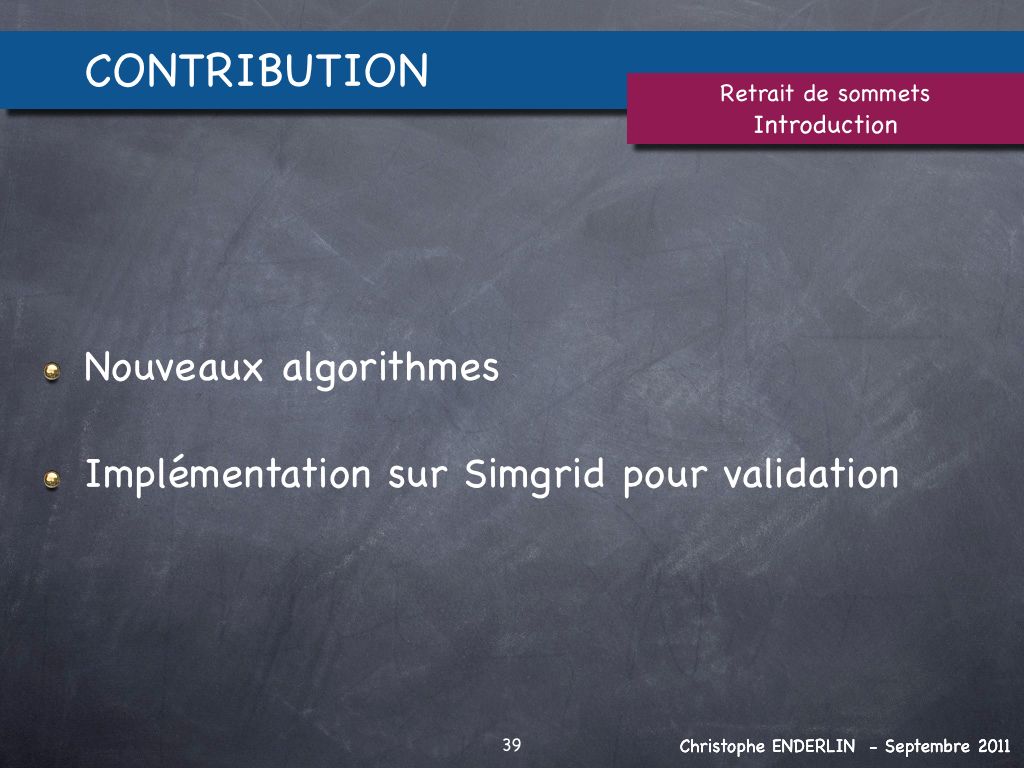 CONTRIBUTION
Retrait de sommets
Introduction
Nouveaux algorithmes
Implémentation sur Simgrid pour validation
39
Christophe ENDERLIN - Septembre 2011